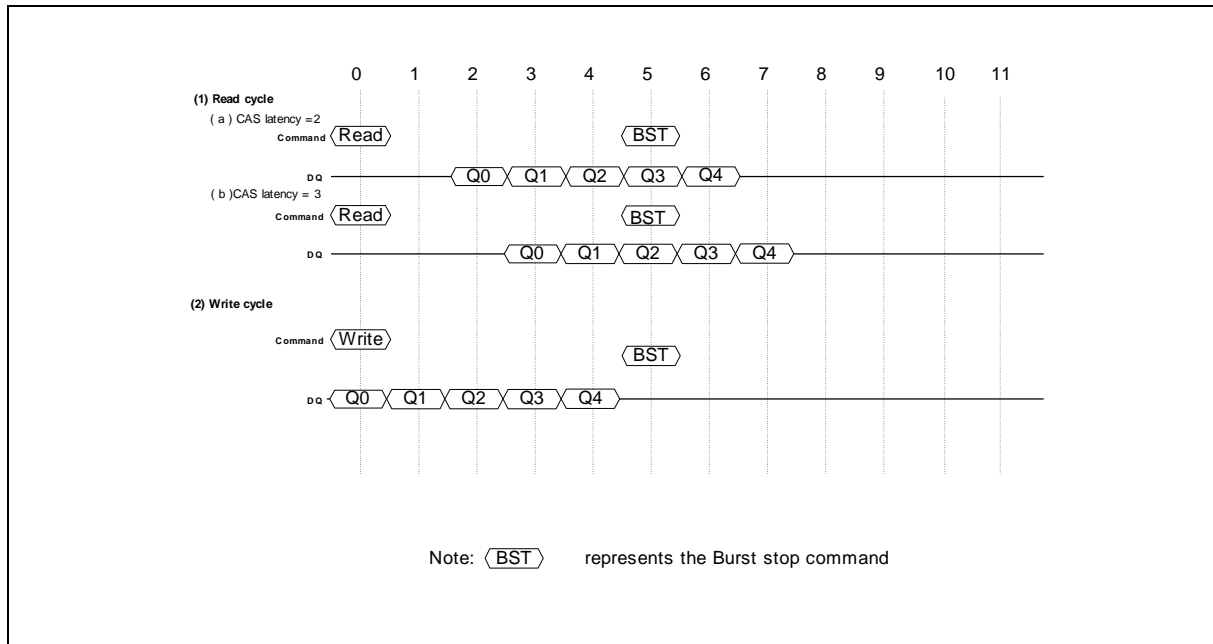 0 1 2 3 4 5 6 7 8 9 10 11
(1) Read cycle
( a ) CAS latency =2
Command Read BST
DQ Q0 Q1 Q2 Q3 Q4
( b )CAS latency = 3
Command Read BST
DQ Q0 Q1 Q2 Q3 Q4
(2) Write cycle
Command Write BST
DQ Q0 Q1 Q2 Q3 Q4
Note: BST represents the Burst stop command